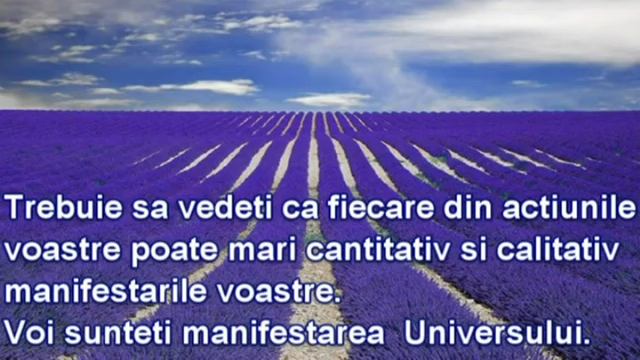 Trebuie sa vedeti ca fiecare din actiunile
voastre poate mari cantitativ si calitativ
manifestarile voastre.
Voi sunteti manifestarea Universului.